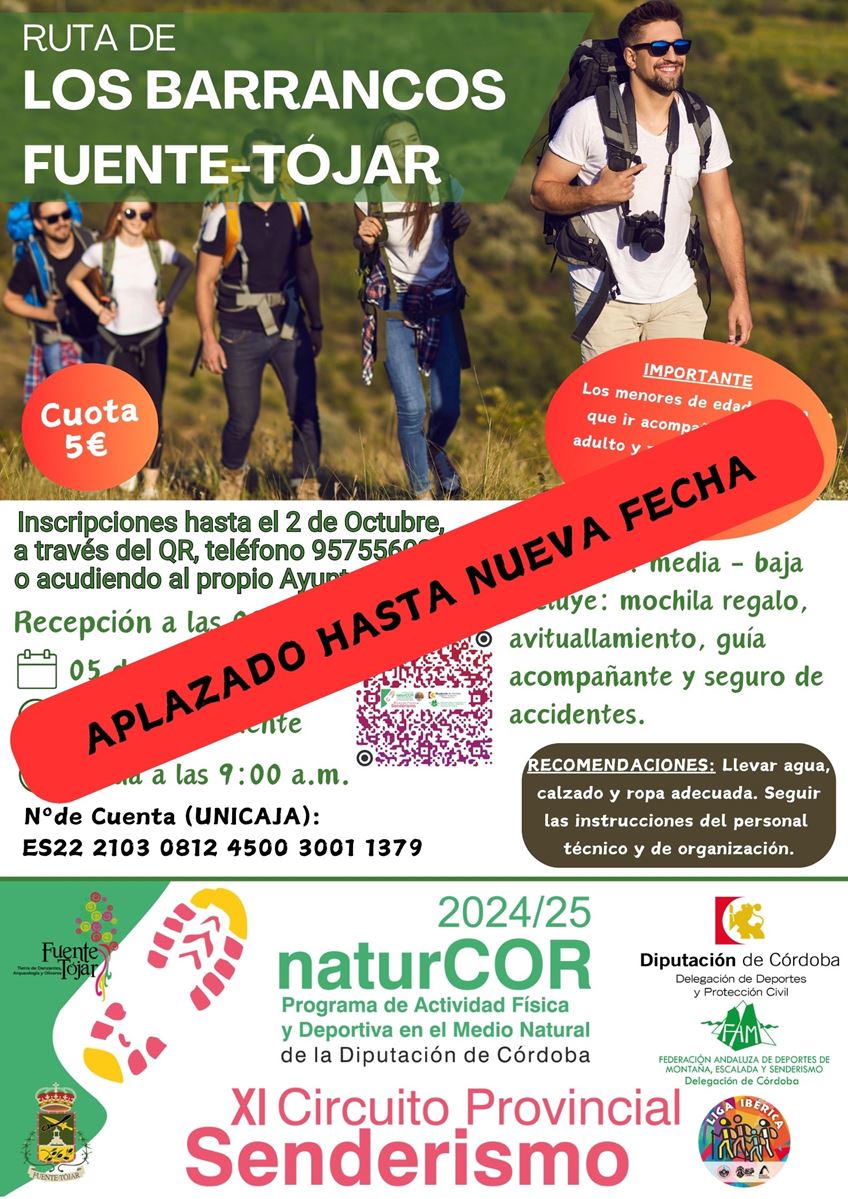 RUTA DE
LOS BARRANCOS
FUENTE-TÓJAR
Cuota
5€
IMPORTANTE
Los menores de edad
que ir
adulto y
Inscripciones hasta el 2 de Octubre,
a través del QR, teléfono
o acudiendo al propio
Recepción a las
05
a las 9:00 a.m.
APLAZADO HASTA NUEVA FECHA
media - baja
mochila regalo,
avituallamiento, guía
acompañante y seguro de
accidentes.
Nº de Cuenta (UNICAJA):
ES22 2103 0812 4500 3001 1379
RECOMENDACIONES: Llevar agua,
calzado y ropa adecuada. Seguir
las instrucciones del personal
técnico y de organización.
Fuente
Tójar
Tierra de Danzantes,
Arqueología y Olivares
FUENTE-TÓJAR
2024/25
naturCOR
Programa de Actividad Física
y Deportiva en el Medio Natural
de la Diputación de Córdoba
XI Circuito Provincial
Senderismo
Diputación de Córdoba
Delegación de Deportes
y Protección Civil
FAM
FEDERACIÓN ANDALUZA DE DEPORTES DE
MONTAÑA, ESCALADA Y SENDERISMO
Delegación de Córdoba
LIGA IBÉRICA